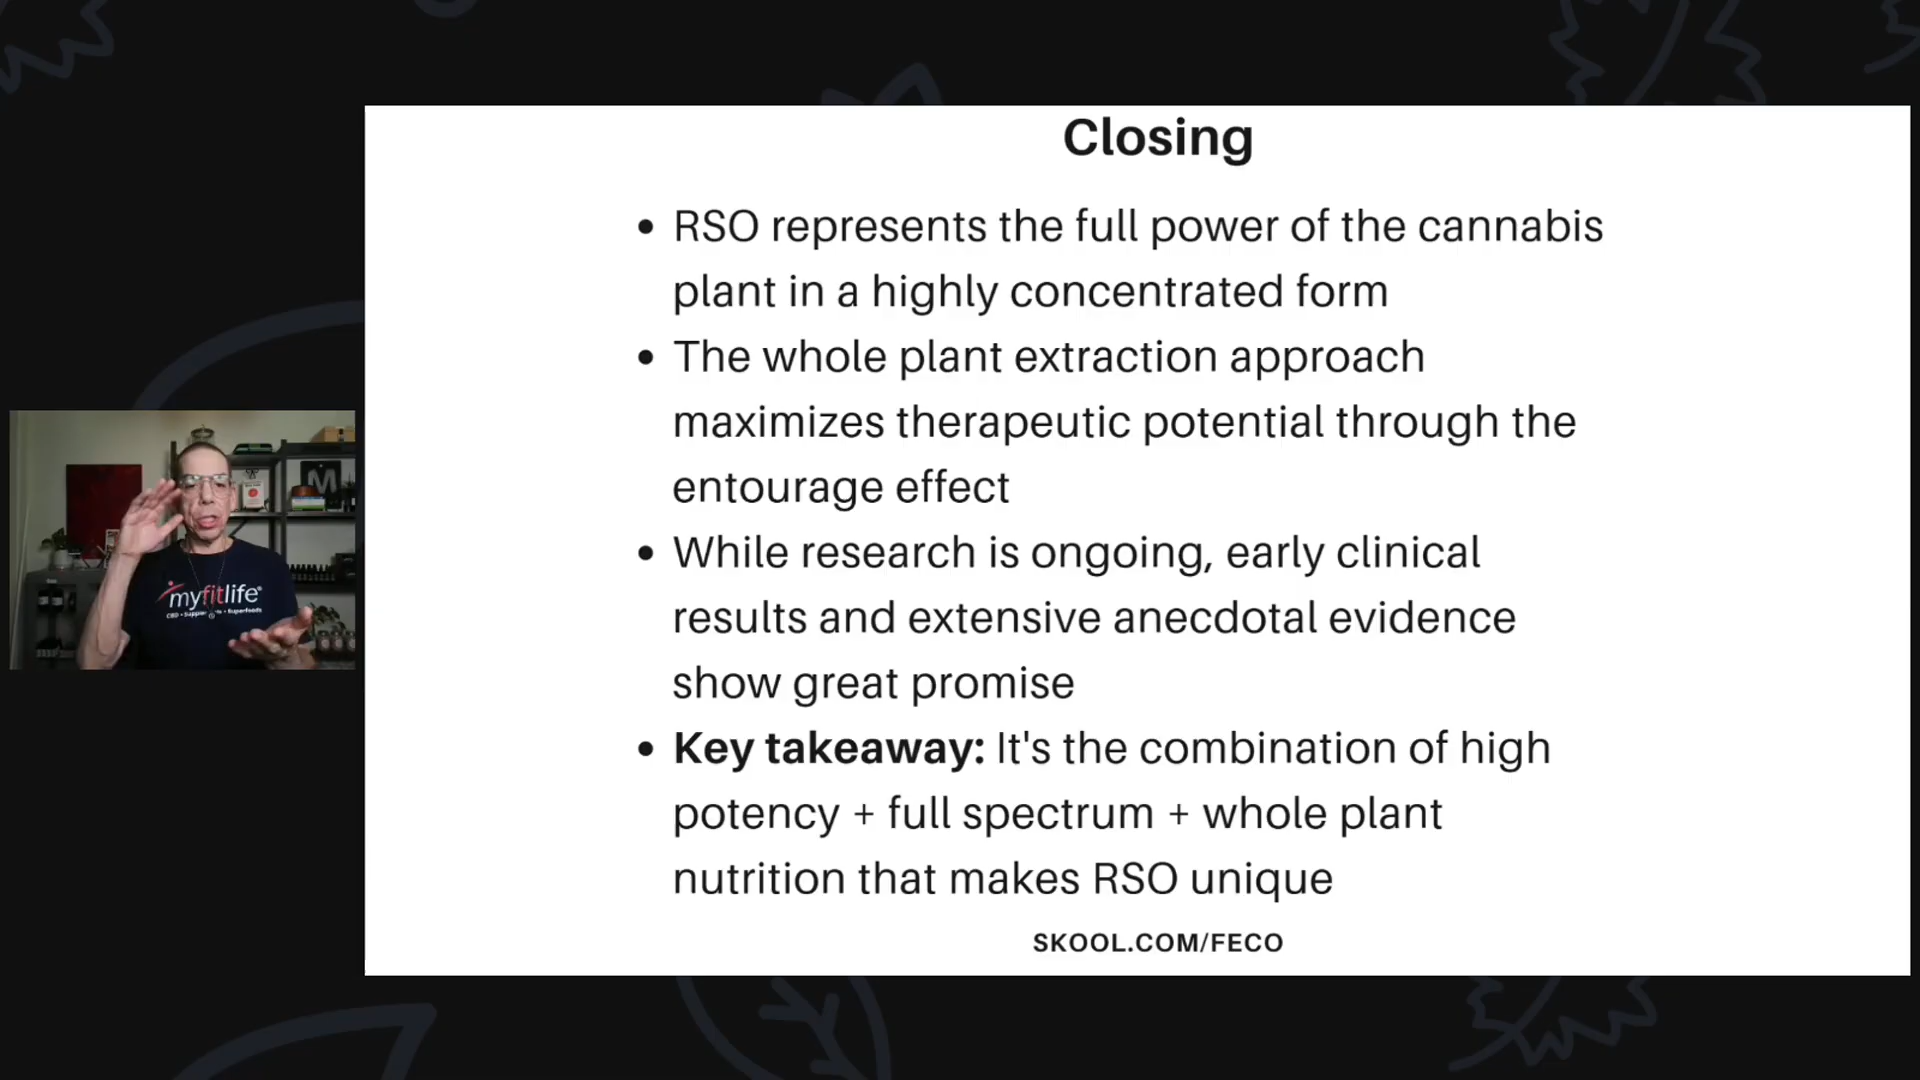 Closing
• RSO represents the full power of the cannabis
plant in a highly concentrated form
• The whole plant extraction approach
maximizes therapeutic potential through the
entourage effect
• While research is ongoing, early clinical
results and extensive anecdotal evidence
show great promise
• Key takeaway: It's the combination of high
potency + full spectrum + whole plant
nutrition that makes RSO unique
SKOOL.COM/FECO
M
myfitlife®